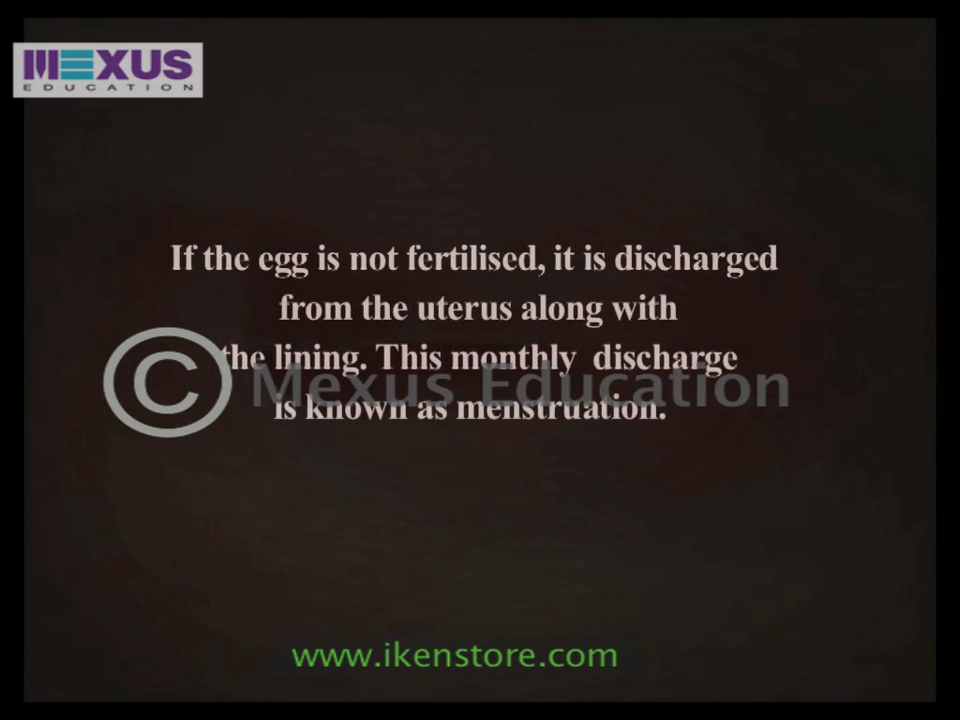 MEXUS
EDUCATION
If the egg is not fertilised, it is discharged
from the uterus along with
the lining. This monthly discharge
© Mexus Education
is known as menstruation.
www.ikenstore.com